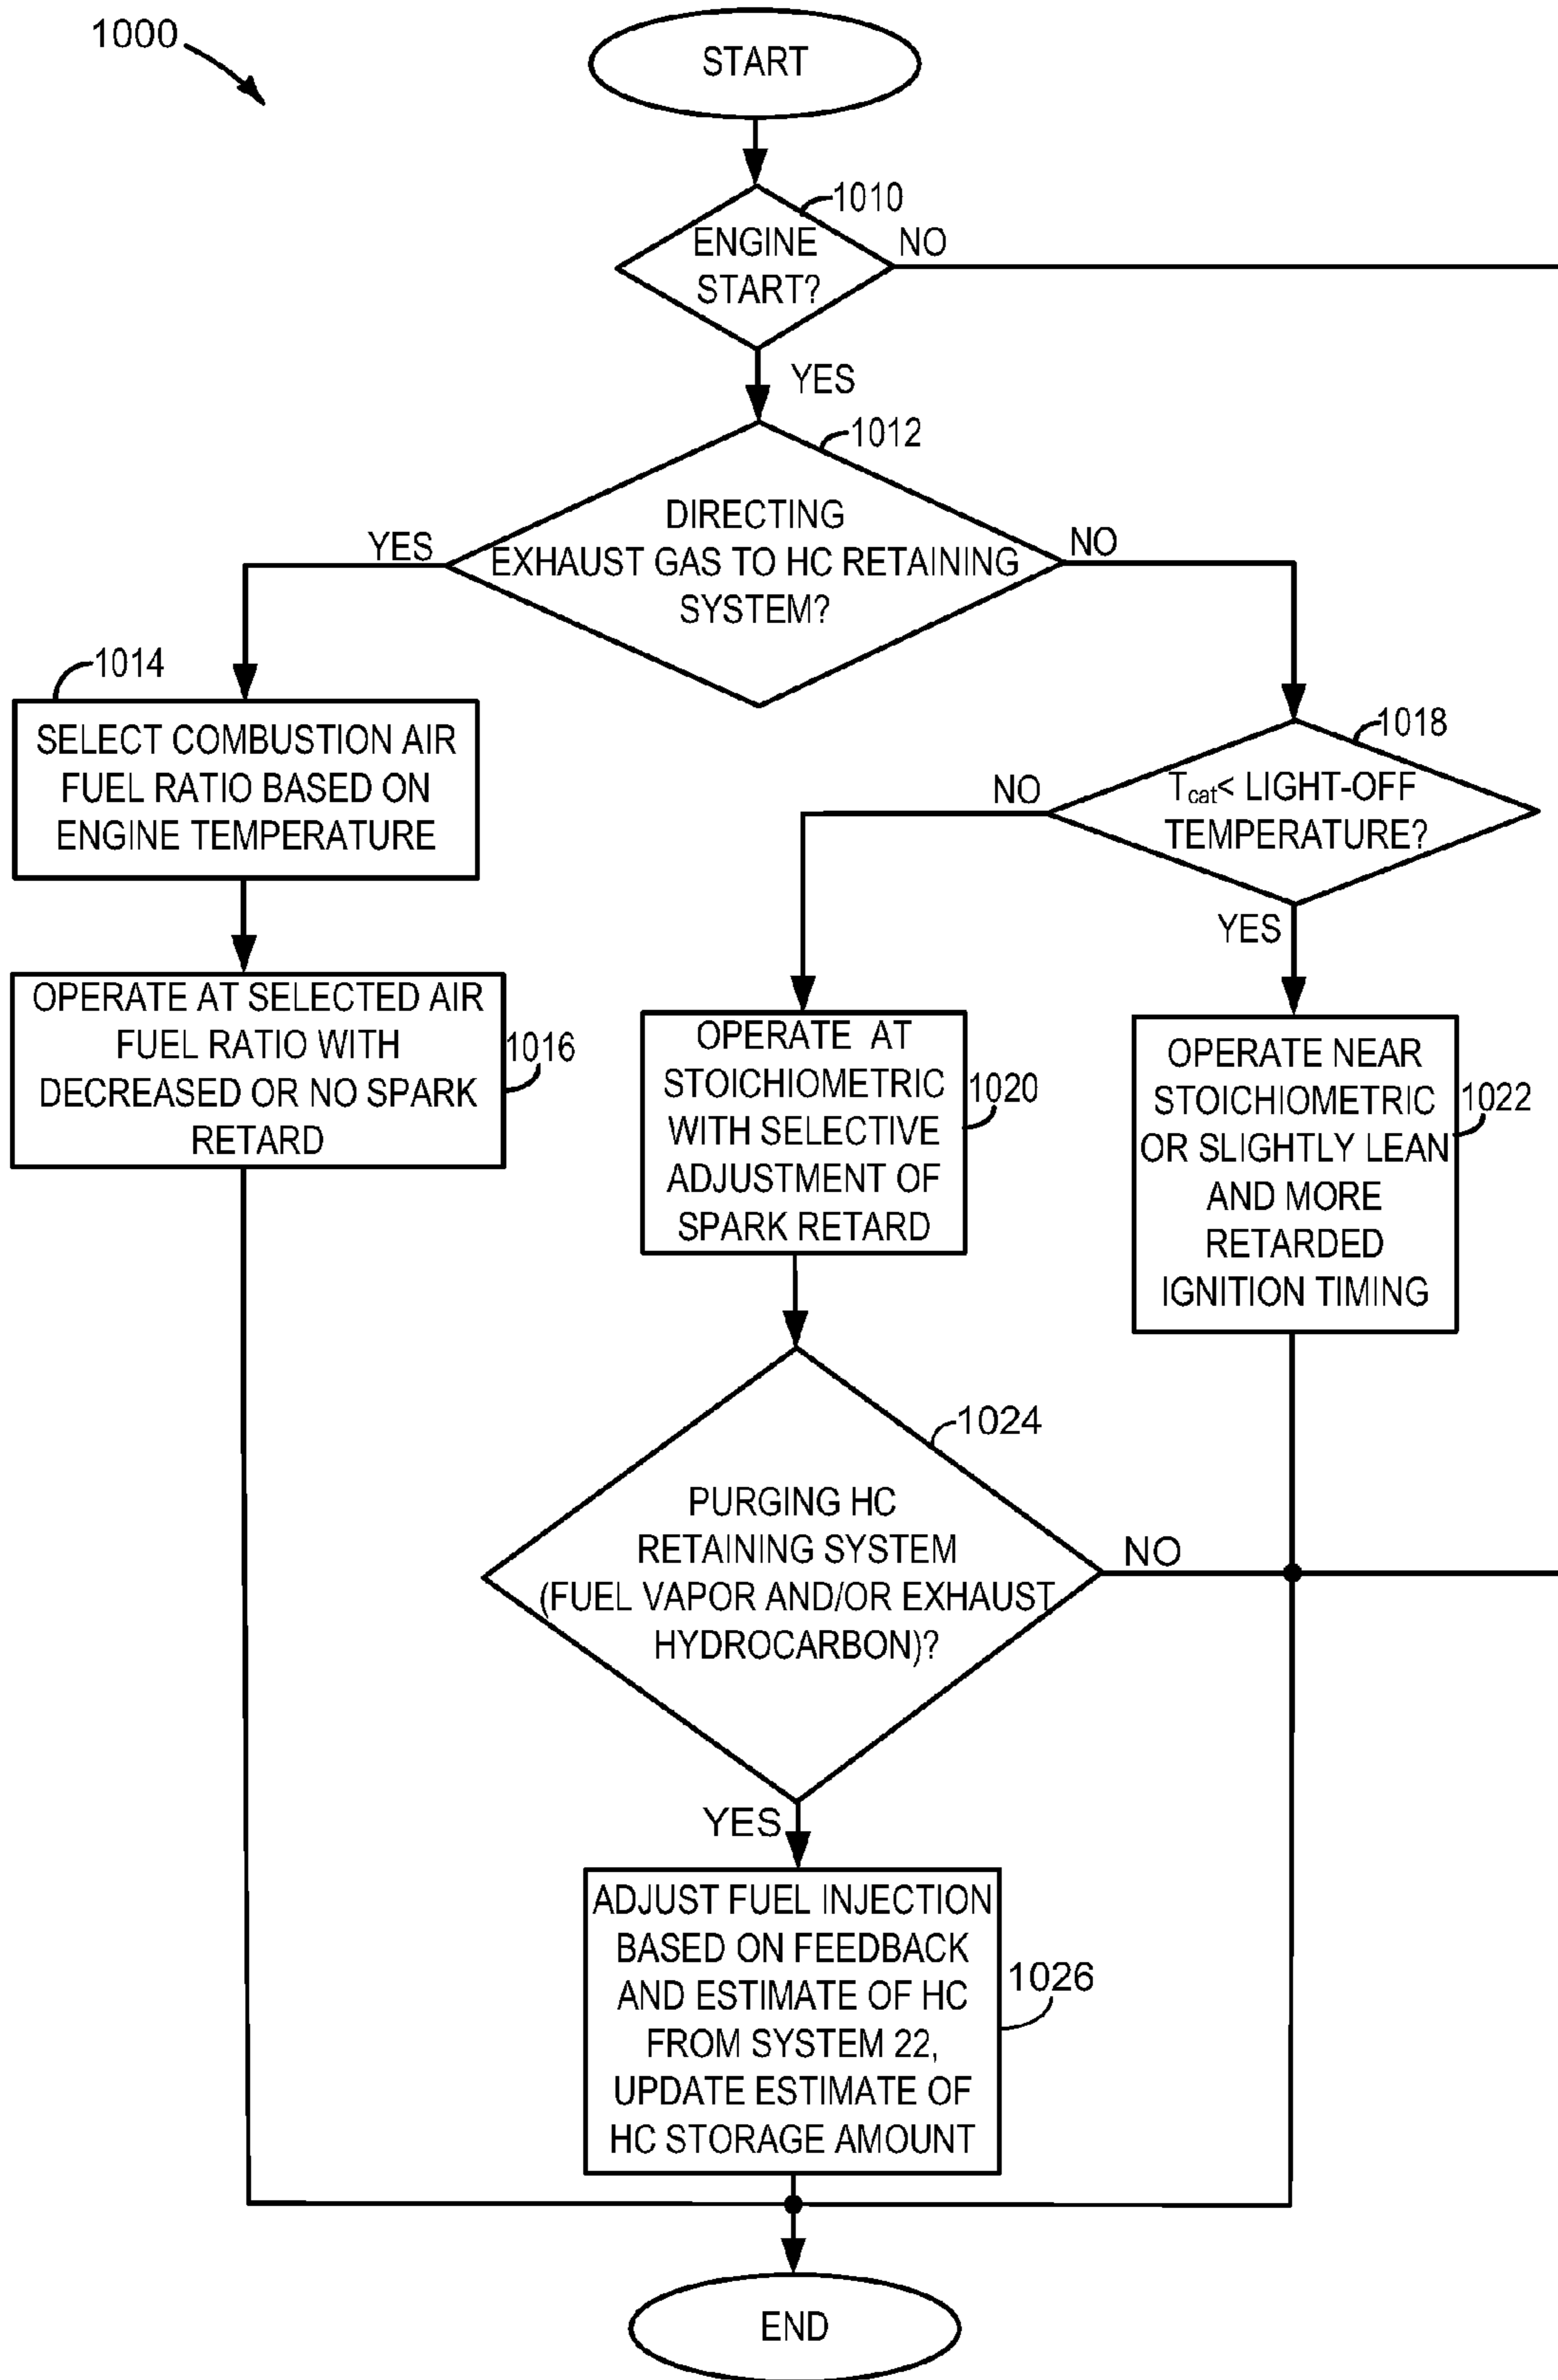 1000
START
1010
ENGINE
START?
NO
YES
1012
DIRECTING
EXHAUST GAS TO HC RETAINING
SYSTEM?
YES
NO
1014
SELECT COMBUSTION AIR
FUEL RATIO BASED ON
ENGINE TEMPERATURE
1018
Tcat< LIGHT-OFF
TEMPERATURE?
NO
YES
OPERATE AT SELECTED AIR
FUEL RATIO WITH
DECREASED OR NO SPARK
RETARD
1016
OPERATE AT
STOICHIOMETRIC
WITH SELECTIVE
ADJUSTMENT OF
SPARK RETARD
1020
OPERATE NEAR
STOICHIOMETRIC
OR SLIGHTLY LEAN
AND MORE
RETARDED
IGNITION TIMING
1022
1024
PURGING HC
RETAINING SYSTEM
(FUEL VAPOR AND/OR EXHAUST
HYDROCARBON)?
NO
YES
ADJUST FUEL INJECTION
BASED ON FEEDBACK
AND ESTIMATE OF HC
FROM SYSTEM 22,
UPDATE ESTIMATE OF
HC STORAGE AMOUNT
1026
END